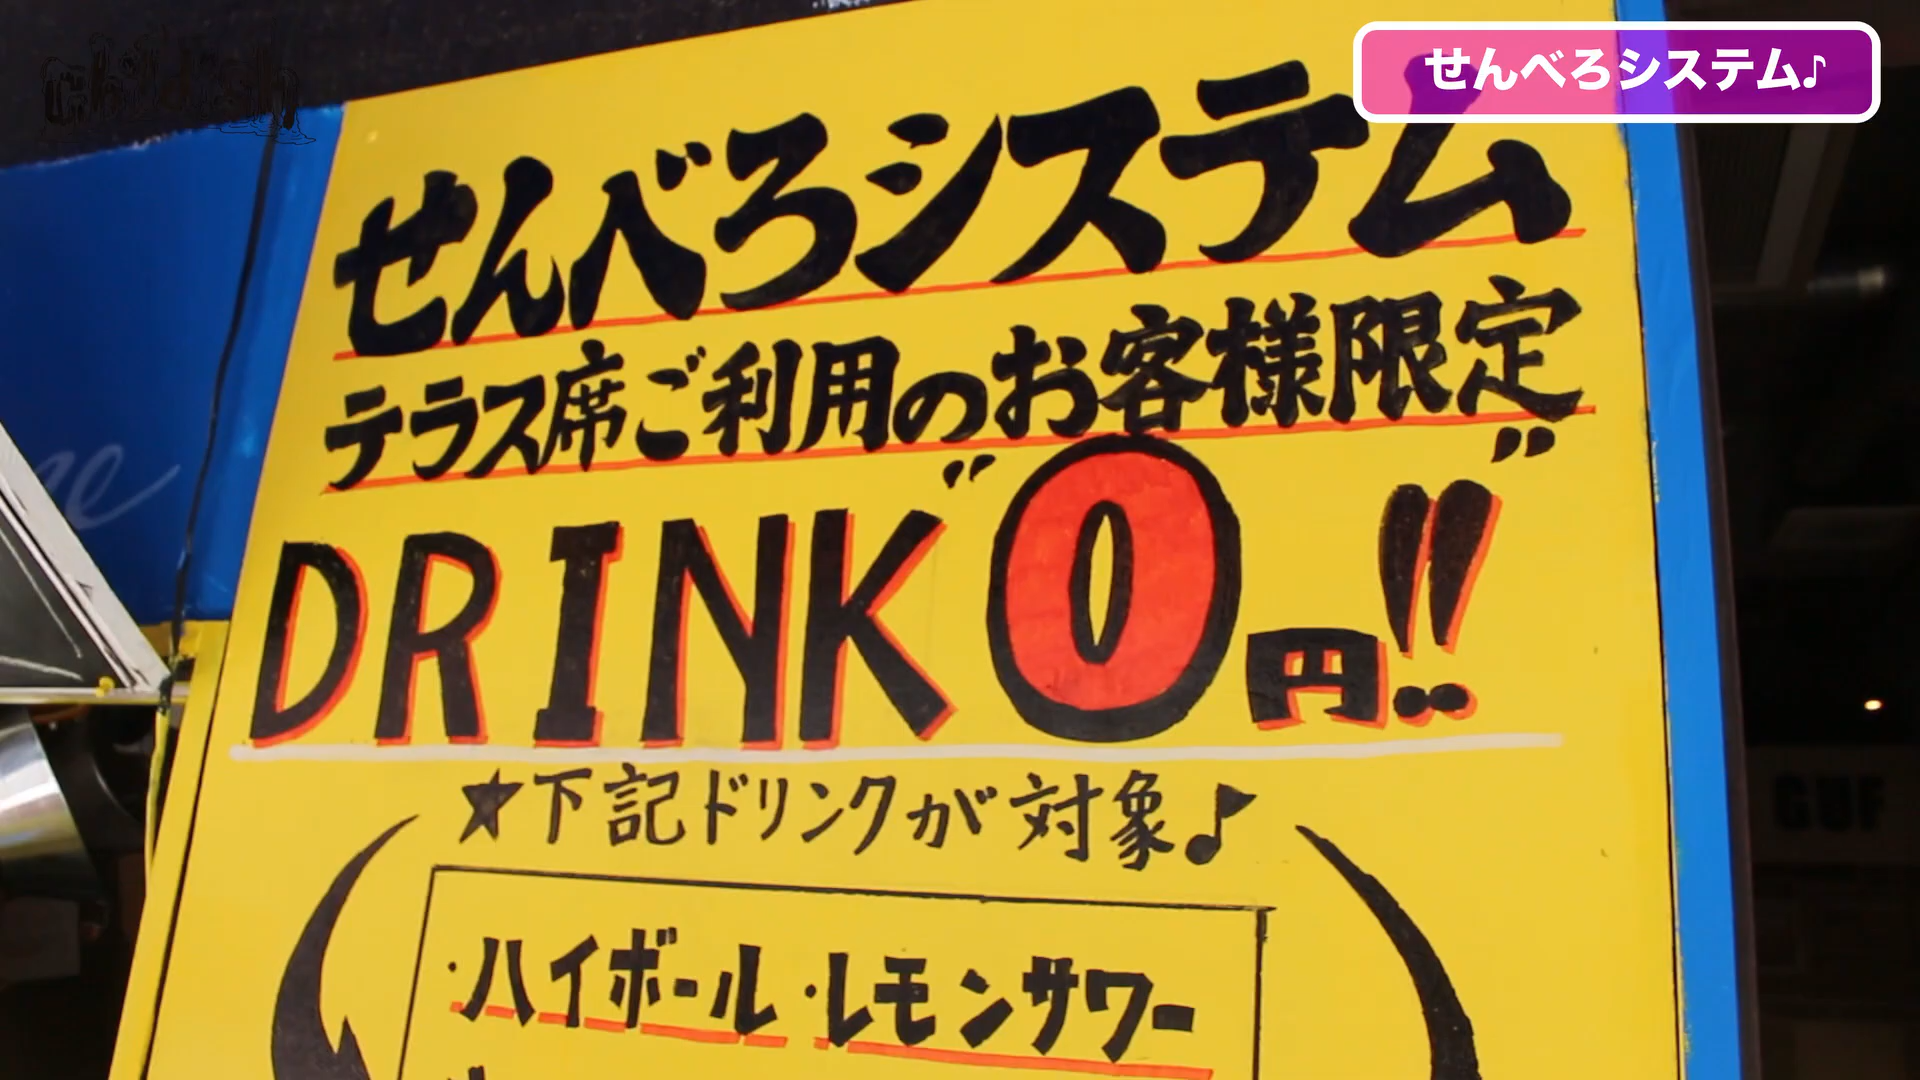 childish
せんべろシステム♪
せんべろシステム
テラス席ご利用のお客様限定
DRINK“0”円!!
★下記ドリンクが対象♪
・ハイボール ・レモンサワー
GUF